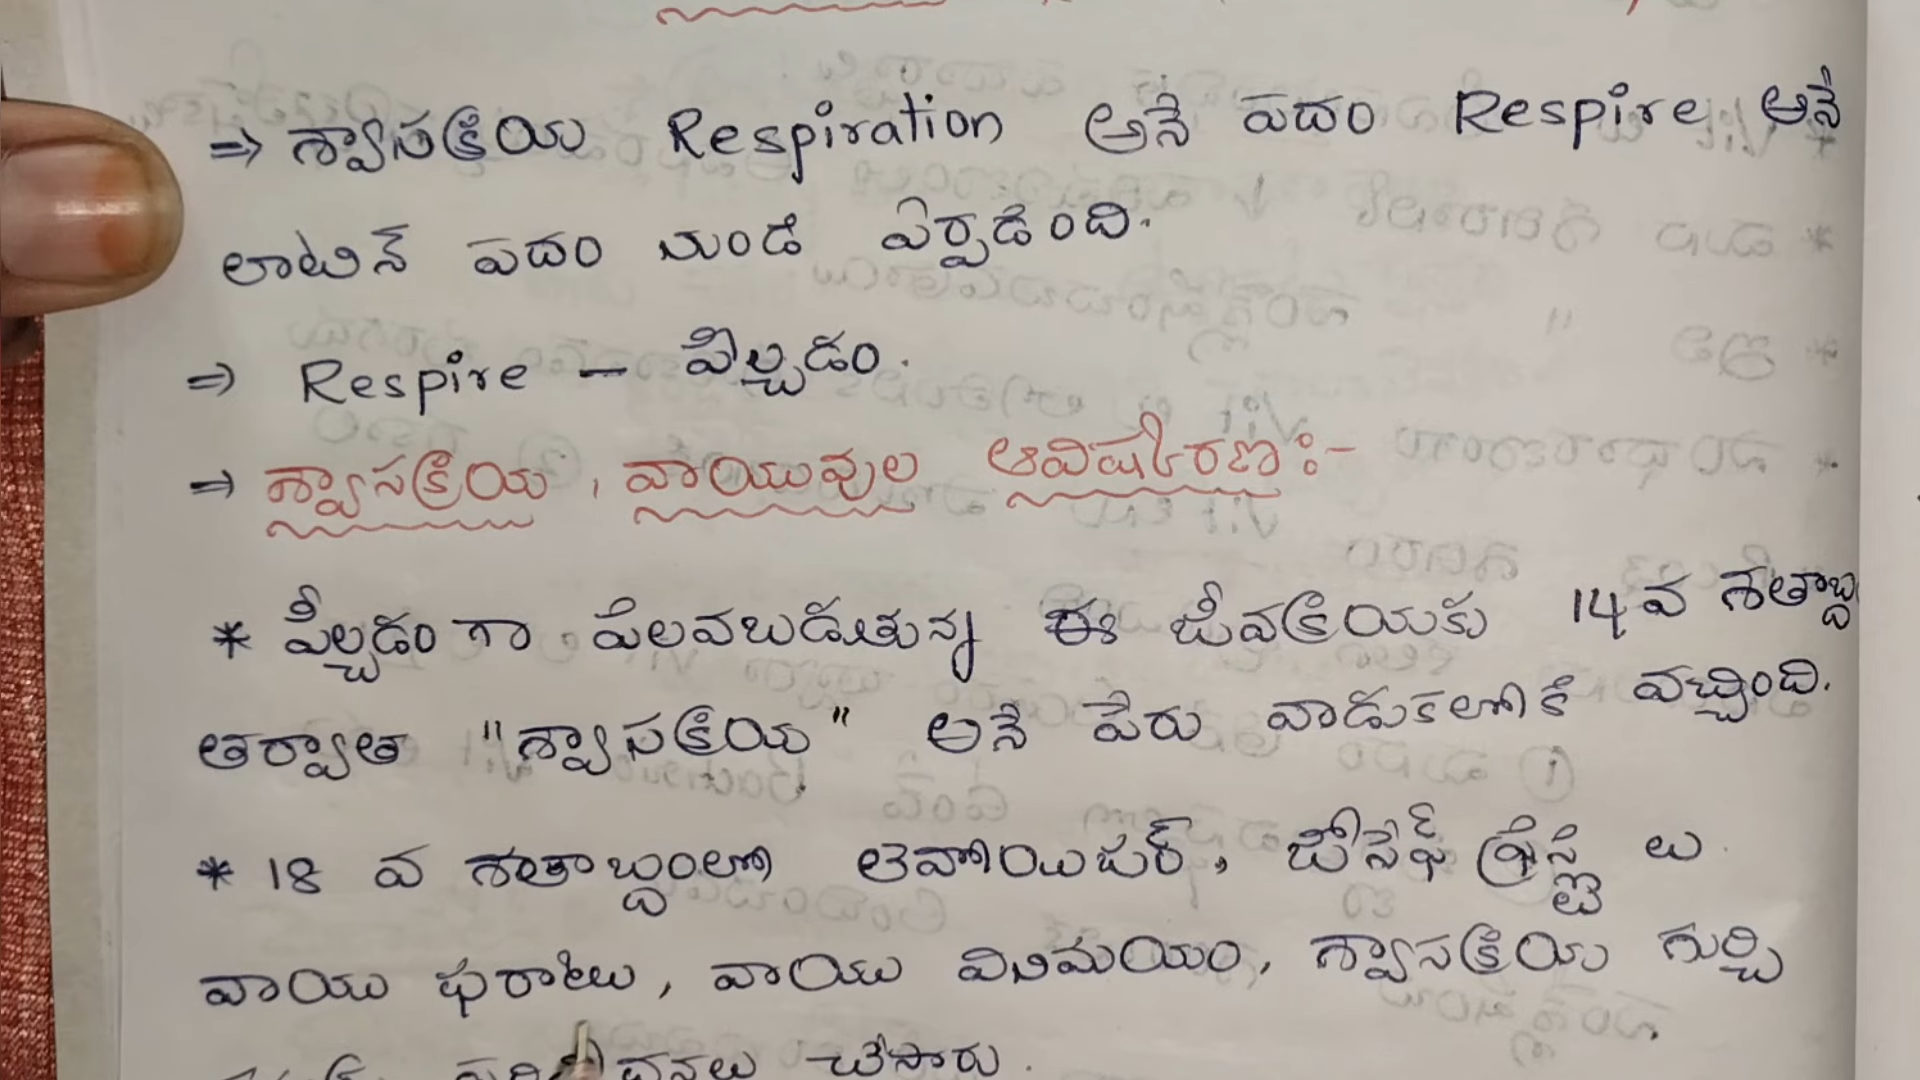 ⇒ శ్వాసక్రియ Respiration అనే పదం Respire అనే
లాటిన్ పదం నుండి ఏర్పడింది.
⇒ Respire – పీల్చడం.
⇒ శ్వాసక్రియ, వాయువుల ఆవిష్కరణ :-
* పీల్చడం గా పిలవబడుతున్న ఈ జీవక్రియకు 14వ శతాబ్ద
తర్వాత "శ్వాసక్రియ" అనే పేరు వాడుకలోకి వచ్చింది.
* 18 వ శతాబ్దంలో లెవోయిజర్, జోసెఫ్ ప్రీస్ట్లె లు
వాయు ధర్మాలు, వాయు వినిమయం, శ్వాసక్రియ గుర్చి
చేసారు.